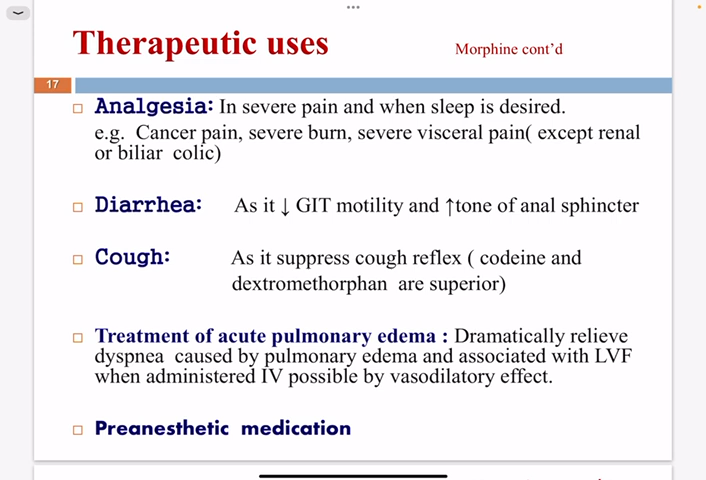 Therapeutic uses
Morphine cont'd
17
Analgesia: In severe pain and when sleep is desired.
e.g. Cancer pain, severe burn, severe visceral pain( except renal
or biliar colic)
Diarrhea: As it ↓ GIT motility and ↑tone of anal sphincter
Cough: As it suppress cough reflex ( codeine and
dextromethorphan are superior)
Treatment of acute pulmonary edema : Dramatically relieve
dyspnea caused by pulmonary edema and associated with LVF
when administered IV possible by vasodilatory effect.
Preanesthetic medication